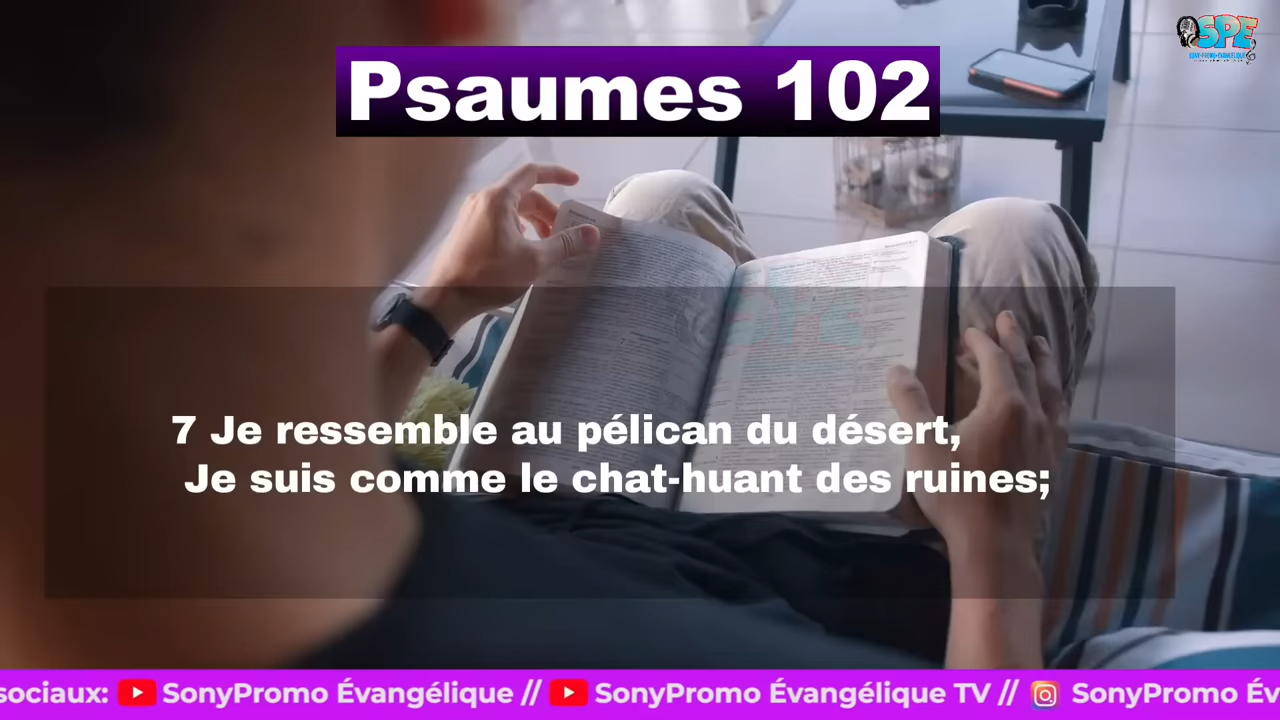 SPE
Psaumes 102
7 Je ressemble au pélican du désert,
Je suis comme le chat-huant des ruines;
sociaux: SonyPromo Évangélique // SonyPromo Évangélique TV // SonyPromo Év